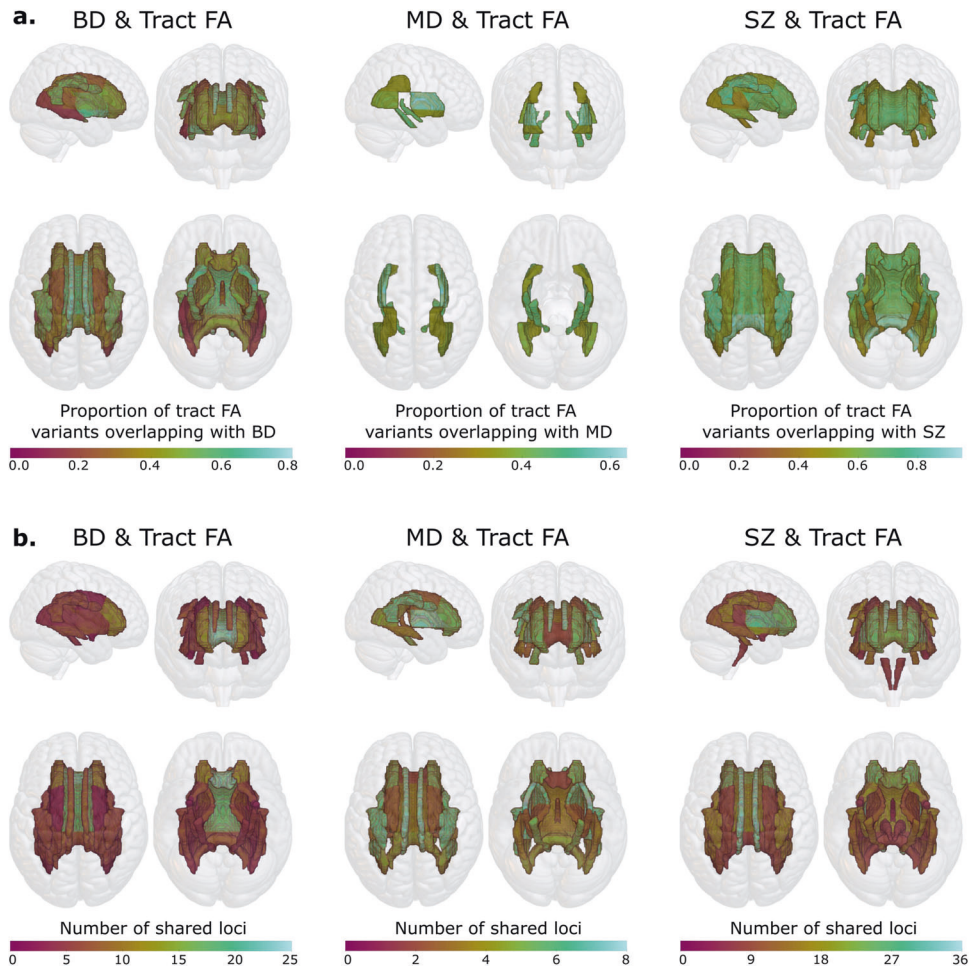 a.
BD & Tract FA
MD & Tract FA
SZ & Tract FA
Proportion of tract FA
variants overlapping with BD
0.0 0.2 0.4 0.6 0.8
Proportion of tract FA
variants overlapping with MD
0.0 0.2 0.4 0.6
Proportion of tract FA
variants overlapping with SZ
0.0 0.2 0.4 0.6 0.8
b.
BD & Tract FA
MD & Tract FA
SZ & Tract FA
Number of shared loci
0 5 10 15 20 25
Number of shared loci
0 2 4 6 8
Number of shared loci
0 9 18 27 36